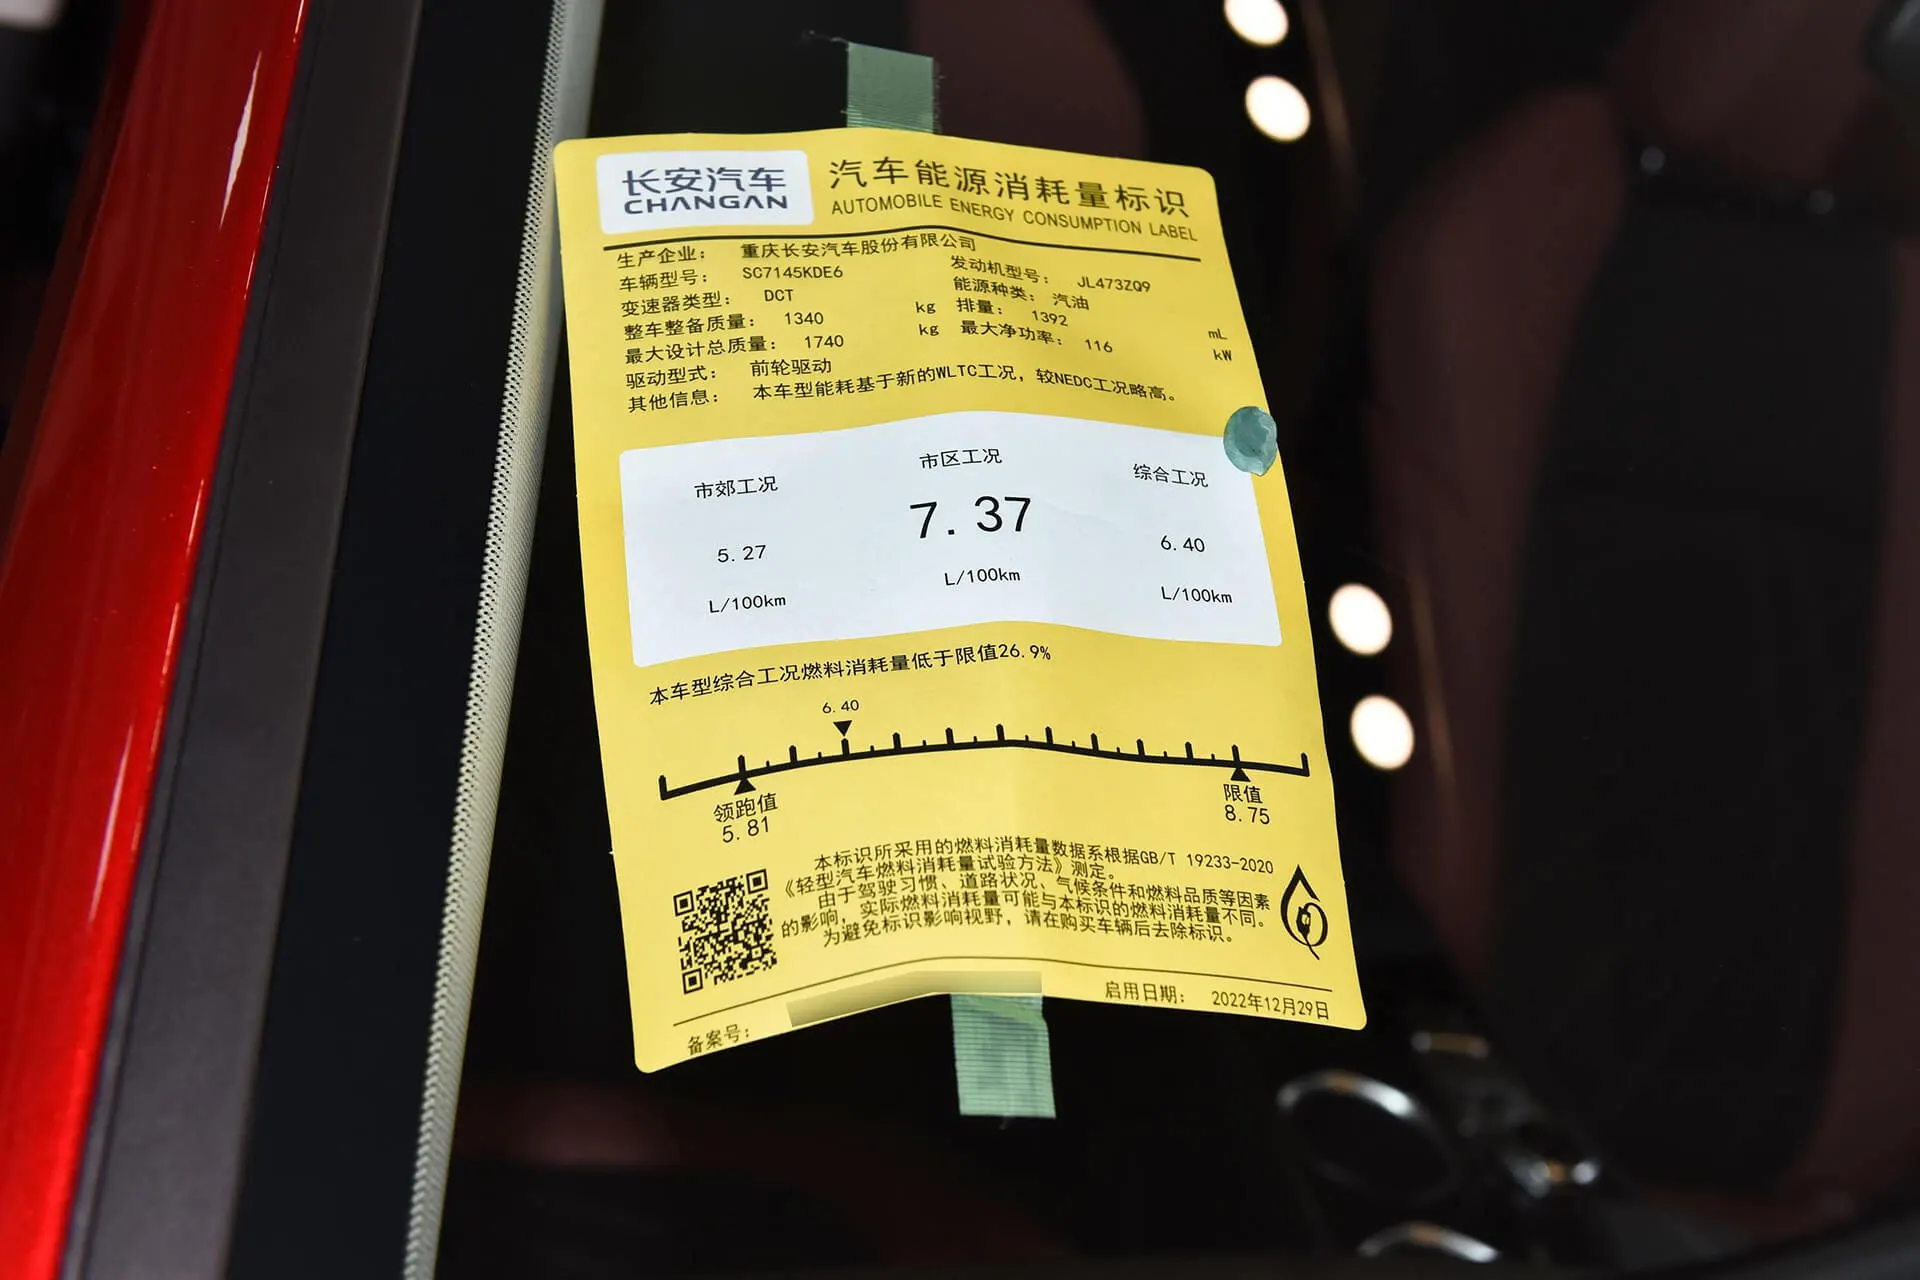 长安汽车
CHANGAN
汽车能源消耗量标识
AUTOMOBILE ENERGY CONSUMPTION LABEL
生产企业： 重庆长安汽车股份有限公司
车辆型号： SC7145KDE6 发动机型号： JL473ZQ9
变速器类型： DCT 能源种类： 汽油
整车整备质量： 1340 kg 排量： 1392 mL
最大设计总质量： 1740 kg 最大净功率： 116 kW
驱动型式： 前轮驱动
其他信息： 本车型能耗基于新的WLTC工况，较NEDC工况略高。
市郊工况 市区工况 综合工况
5.27 7.37 6.40
L/100km L/100km L/100km
本车型综合工况燃料消耗量低于限值26.9%
6.40
领跑值 限值
5.81 8.75
本标识所采用的燃料消耗量数据系根据GB/T 19233-2020
《轻型汽车燃料消耗量试验方法》测定。
由于驾驶习惯、道路状况、气候条件和燃料品质等因素
的影响，实际燃料消耗量可能与本标识的燃料消耗量不同。
为避免标识影响视野，请在购买车辆后去除标识。
备案号： 启用日期： 2022年12月29日